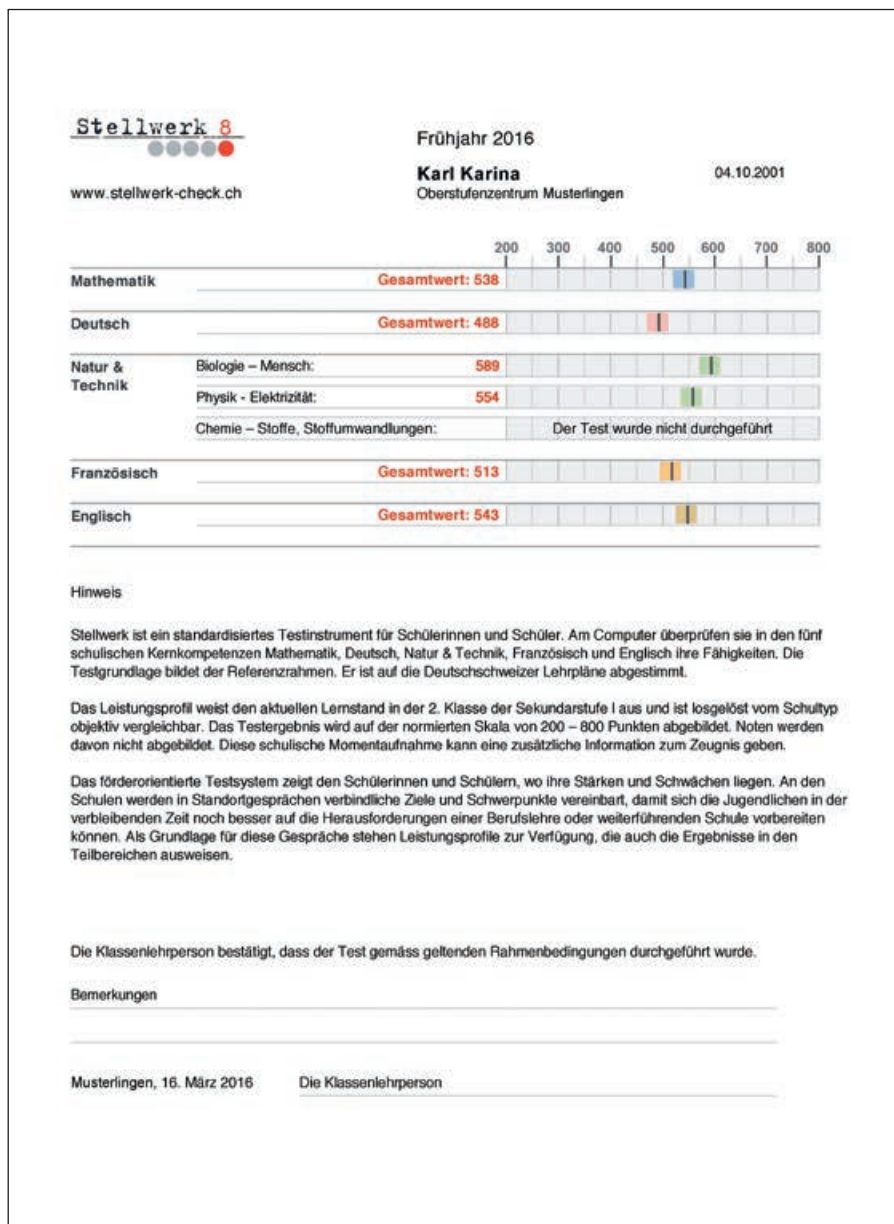 Stellwerk 8
www.stellwerk-check.ch
Frühjahr 2016
Karl Karina 04.10.2001
Oberstufenzentrum Musterlingen
200 300 400 500 600 700 800
Mathematik Gesamtwert: 538
Deutsch Gesamtwert: 488
Natur & Technik
Biologie – Mensch: 589
Physik - Elektrizität: 554
Chemie – Stoffe, Stoffumwandlungen: Der Test wurde nicht durchgeführt
Französisch Gesamtwert: 513
Englisch Gesamtwert: 543
Hinweis
Stellwerk ist ein standardisiertes Testinstrument für Schülerinnen und Schüler. Am Computer überprüfen sie in den fünf
schulischen Kernkompetenzen Mathematik, Deutsch, Natur & Technik, Französisch und Englisch ihre Fähigkeiten. Die
Testgrundlage bildet der Referenzrahmen. Er ist auf die Deutschschweizer Lehrpläne abgestimmt.
Das Leistungsprofil weist den aktuellen Lernstand in der 2. Klasse der Sekundarstufe I aus und ist losgelöst vom Schultyp
objektiv vergleichbar. Das Testergebnis wird auf der normierten Skala von 200 – 800 Punkten abgebildet. Noten werden
davon nicht abgebildet. Diese schulische Momentaufnahme kann eine zusätzliche Information zum Zeugnis geben.
Das förderorientierte Testsystem zeigt den Schülerinnen und Schülern, wo ihre Stärken und Schwächen liegen. An den
Schulen werden in Standortgesprächen verbindliche Ziele und Schwerpunkte vereinbart, damit sich die Jugendlichen in der
verbleibenden Zeit noch besser auf die Herausforderungen einer Berufslehre oder weiterführenden Schule vorbereiten
können. Als Grundlage für diese Gespräche stehen Leistungsprofile zur Verfügung, die auch die Ergebnisse in den
Teilbereichen ausweisen.
Die Klassenlehrperson bestätigt, dass der Test gemäss geltenden Rahmenbedingungen durchgeführt wurde.
Bemerkungen
Musterlingen, 16. März 2016 Die Klassenlehrperson